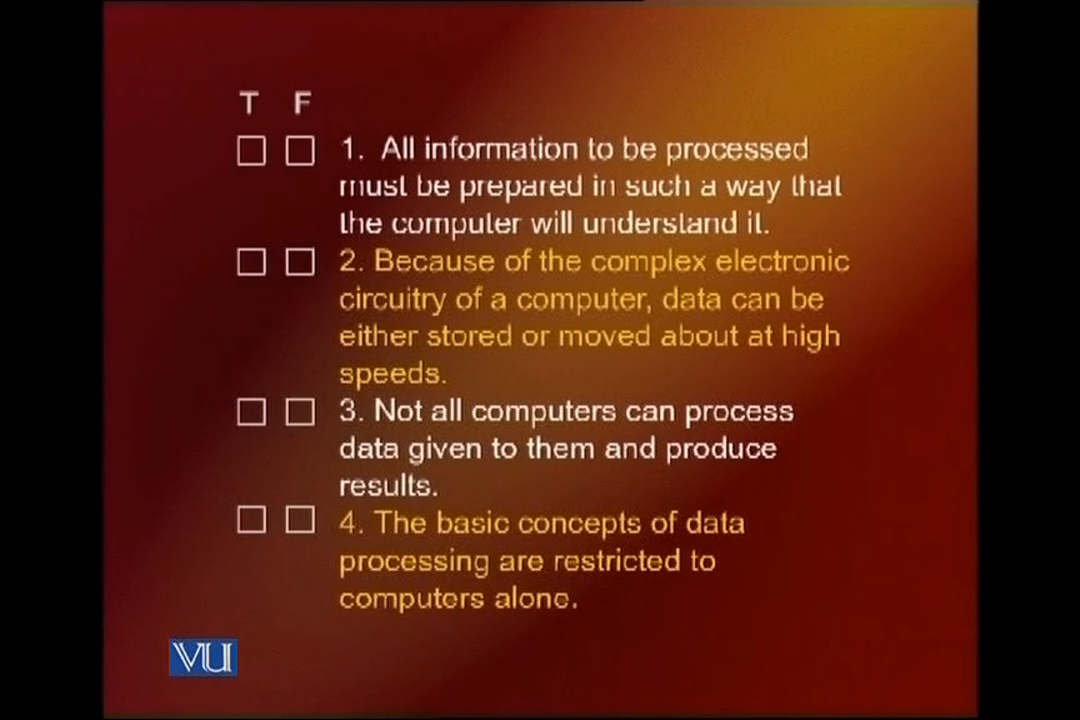 T F
1. All information to be processed
must be prepared in such a way that
the computer will understand it.
2. Because of the complex electronic
circuitry of a computer, data can be
either stored or moved about at high
speeds.
3. Not all computers can process
data given to them and produce
results.
4. The basic concepts of data
processing are restricted to
computers alone.
VU